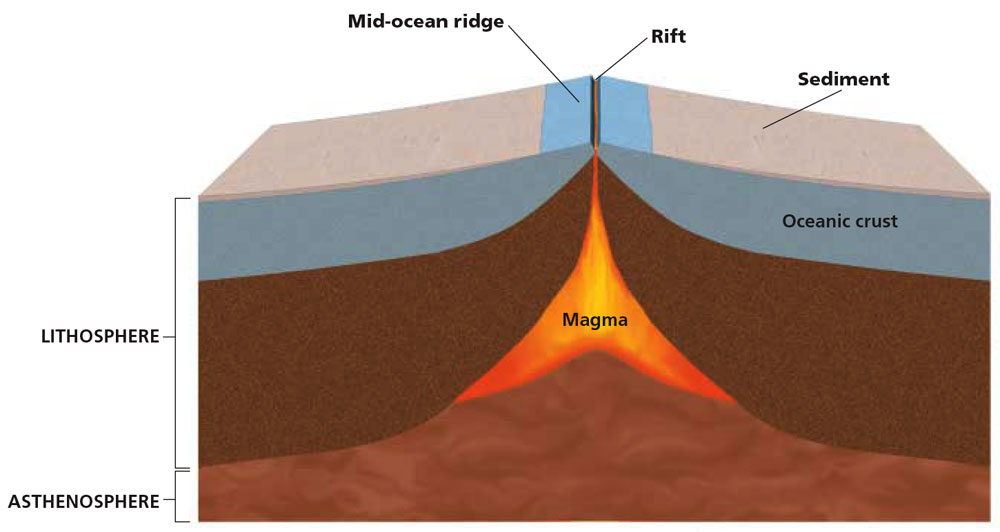 Mid-ocean ridge
Rift
Sediment
Oceanic crust
Magma
LITHOSPHERE
ASTHENOSPHERE